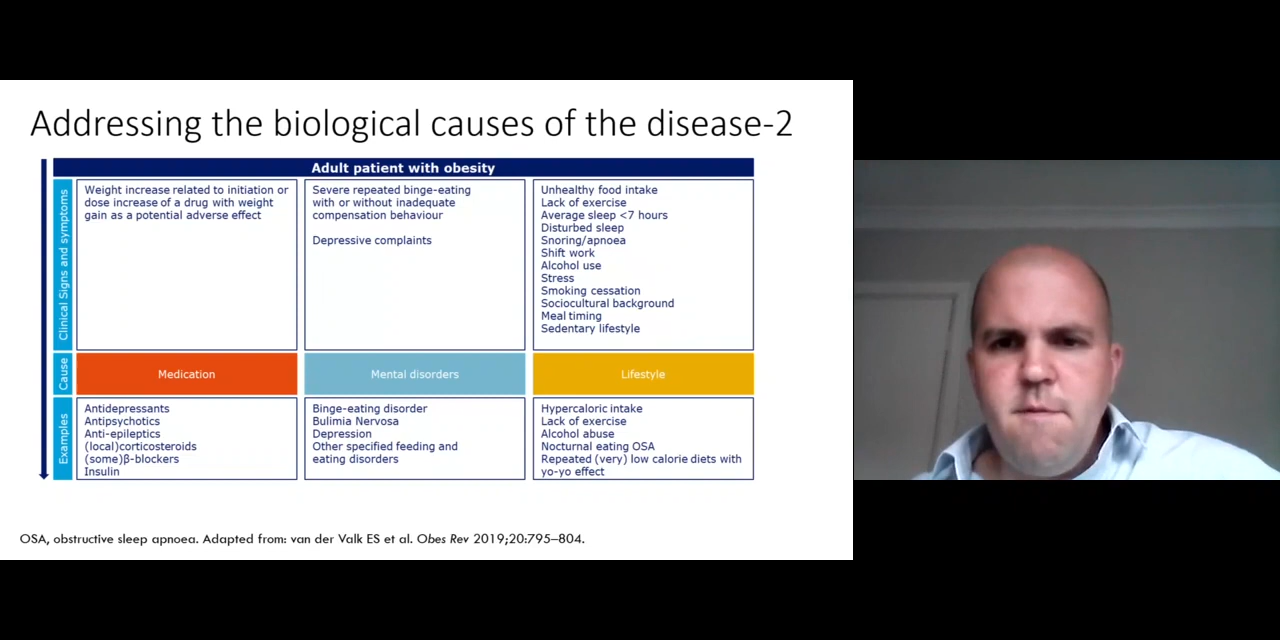 Addressing the biological causes of the disease-2
Adult patient with obesity
Clinical Signs and symptoms
Weight increase related to initiation or
dose increase of a drug with weight
gain as a potential adverse effect
Severe repeated binge-eating
with or without inadequate
compensation behaviour
Depressive complaints
Unhealthy food intake
Lack of exercise
Average sleep <7 hours
Disturbed sleep
Snoring/apnoea
Shift work
Alcohol use
Stress
Smoking cessation
Sociocultural background
Meal timing
Sedentary lifestyle
Cause
Medication
Mental disorders
Lifestyle
Examples
Antidepressants
Antipsychotics
Anti-epileptics
(local)corticosteroids
(some)β-blockers
Insulin
Binge-eating disorder
Bulimia Nervosa
Depression
Other specified feeding and
eating disorders
Hypercaloric intake
Lack of exercise
Alcohol abuse
Nocturnal eating OSA
Repeated (very) low calorie diets with
yo-yo effect
OSA, obstructive sleep apnoea. Adapted from: van der Valk ES et al. Obes Rev 2019;20:795–804.